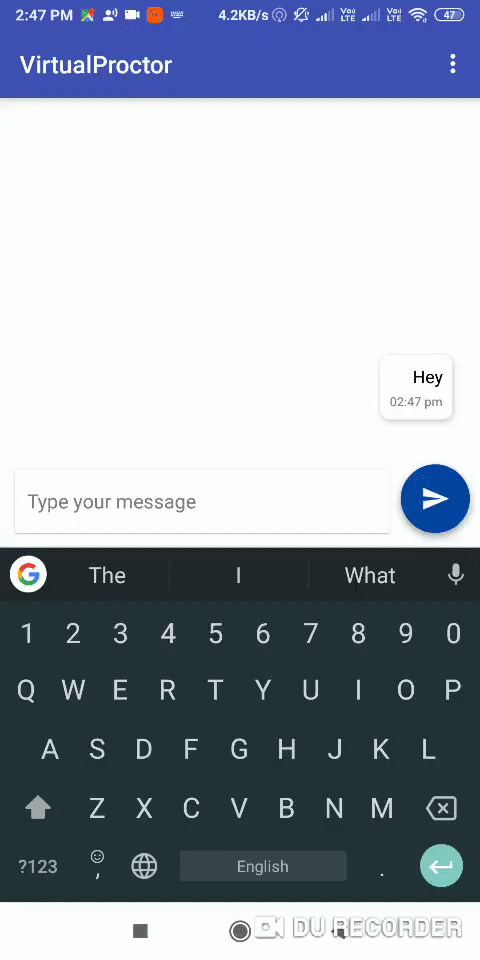 2:47 PM 4.2KB/s Vo) LTE Vo) LTE 47
VirtualProctor
Hey
02:47 pm
Type your message
G The I What
1 2 3 4 5 6 7 8 9 0
Q W E R T Y U I O P
A S D F G H J K L
Z X C V B N M
?123 , English .
DU RECORDER